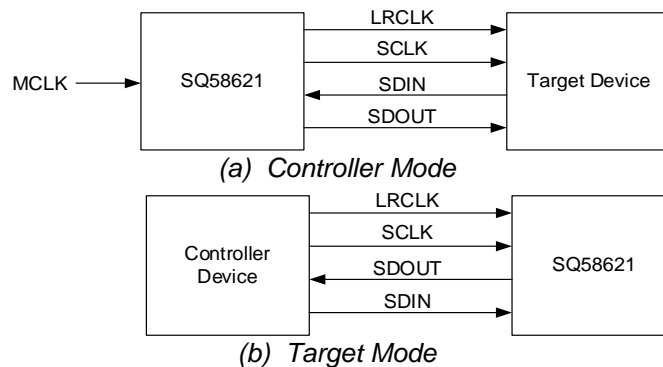 LRCLK
SCLK
MCLK
SQ58621
SDIN
Target Device
SDOUT
(a) Controller Mode
LRCLK
SCLK
Controller
Device
SDOUT
SQ58621
SDIN
(b) Target Mode